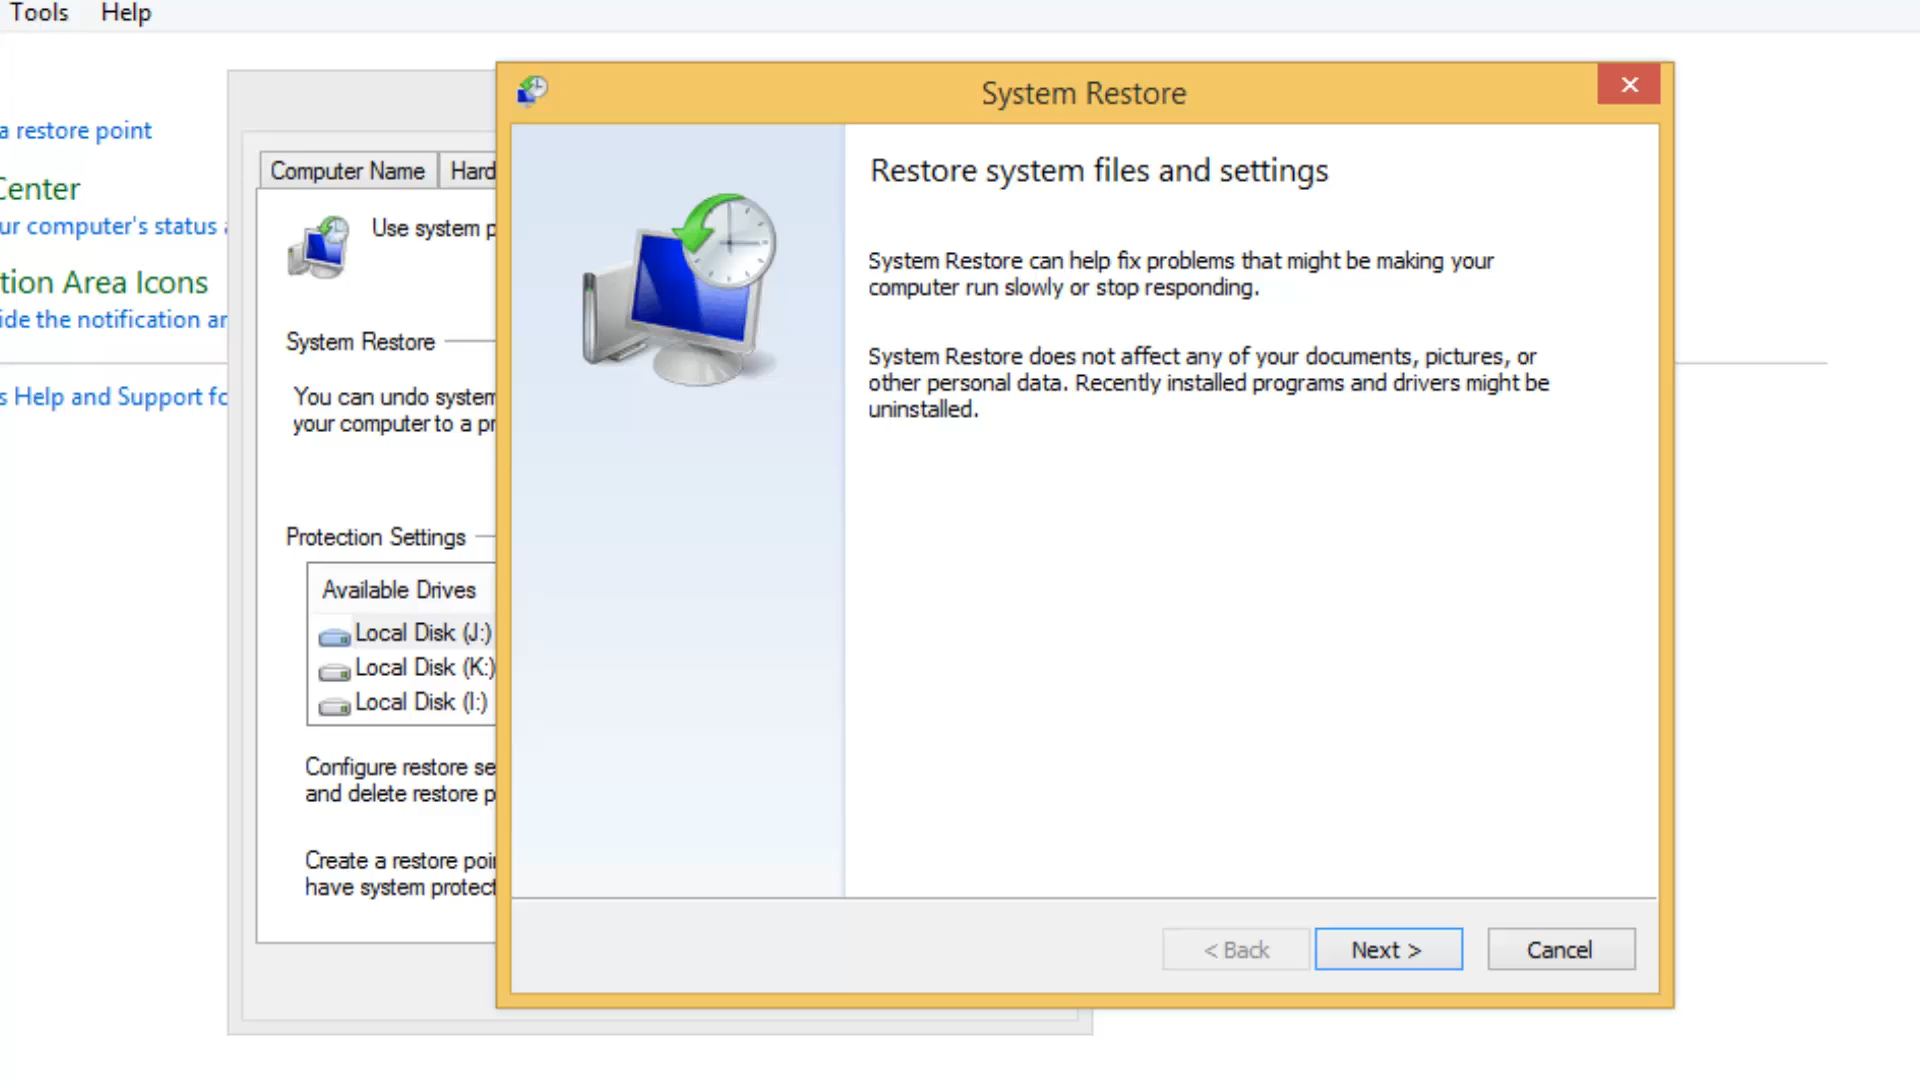 Tools Help
a restore point
Center
ur computer's status
tion Area Icons
ide the notification ar
s Help and Support fo
Computer Name Hard
Use system p
System Restore
You can undo system
your computer to a pr
Protection Settings
Available Drives
Local Disk (J:)
Local Disk (K:)
Local Disk (I:)
Configure restore se
and delete restore p
Create a restore poin
have system protect
System Restore
Restore system files and settings
System Restore can help fix problems that might be making your
computer run slowly or stop responding.
System Restore does not affect any of your documents, pictures, or
other personal data. Recently installed programs and drivers might be
uninstalled.
< Back Next > Cancel